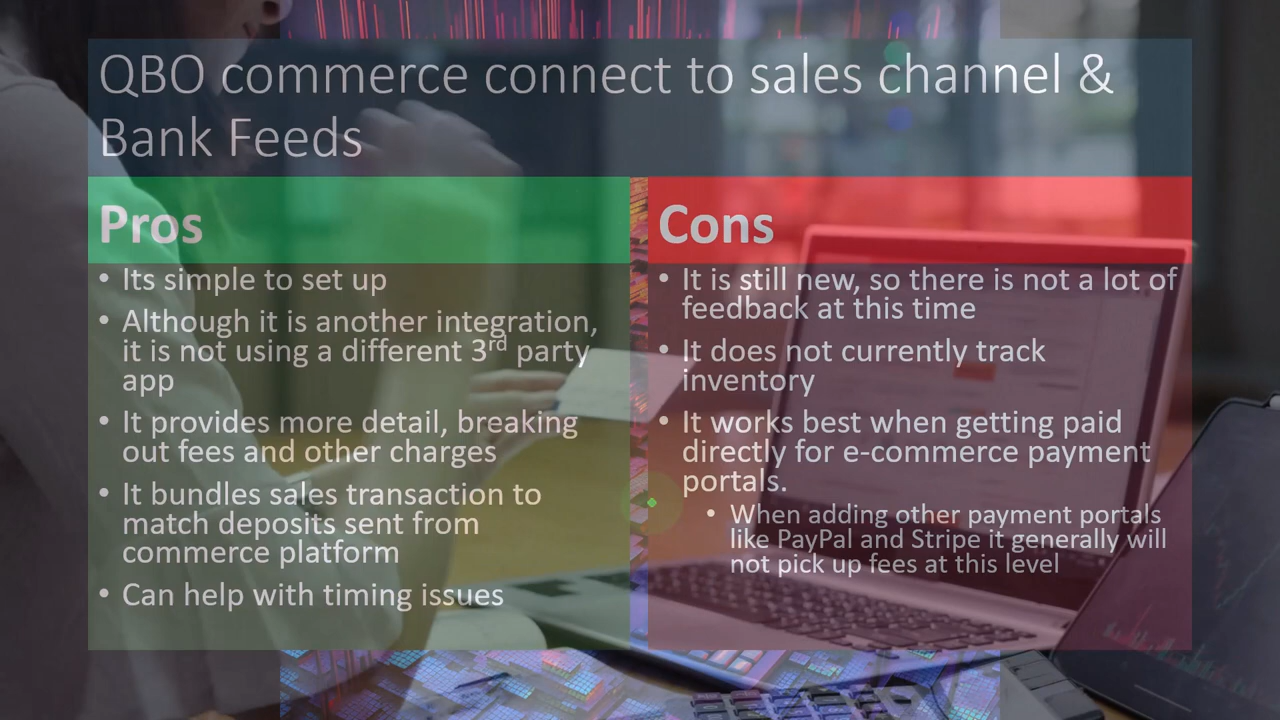 QBO commerce connect to sales channel &
Bank Feeds
Pros
• Its simple to set up
• Although it is another integration,
it is not using a different 3rd party
app
• It provides more detail, breaking
out fees and other charges
• It bundles sales transaction to
match deposits sent from
commerce platform
• Can help with timing issues
Cons
• It is still new, so there is not a lot of
feedback at this time
• It does not currently track
inventory
• It works best when getting paid
directly for e-commerce payment
portals.
• When adding other payment portals
like PayPal and Stripe it generally will
not pick up fees at this level